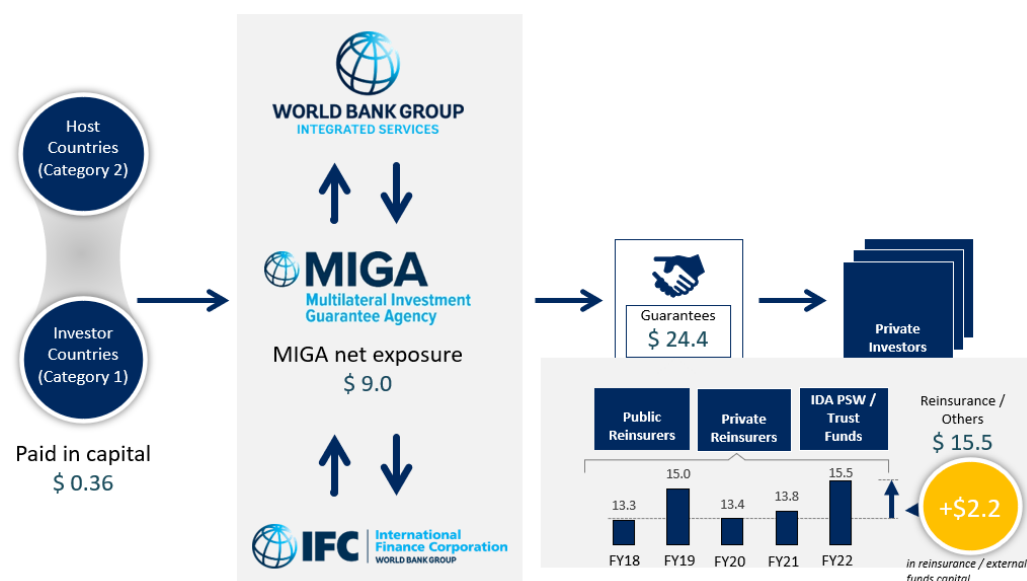 Host
Countries
(Category 2)
Investor
Countries
(Category 1)
Paid in capital
$ 0.36
WORLD BANK GROUP
INTEGRATED SERVICES
MIGA
Multilateral Investment
Guarantee Agency
MIGA net exposure
$ 9.0
IFC
International
Finance Corporation
WORLD BANK GROUP
Guarantees
$ 24.4
Private
Investors
Public
Reinsurers
Private
Reinsurers
IDA PSW /
Trust
Funds
Reinsurance /
Others
$ 15.5
13.3
15.0
13.4
13.8
15.5
FY18
FY19
FY20
FY21
FY22
+$2.2
in reinsurance / external
funds capital